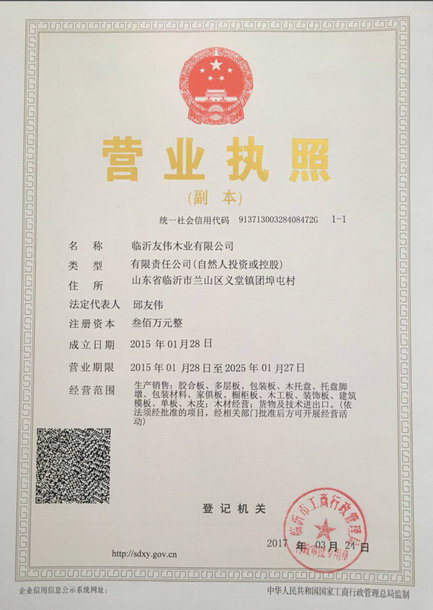 营业执照
(副 本)
统一社会信用代码 91371300328408472G 1-1
名 称 临沂友伟木业有限公司
类 型 有限责任公司(自然人投资或控股)
住 所 山东省临沂市兰山区义堂镇团埠屯村
法定代表人 邱友伟
注册资本 叁佰万元整
成立日期 2015 年 01 月 28 日
营业期限 2015 年 01 月 28 日 至 2025 年 01 月 27 日
经营范围 生产销售：胶合板、多层板、包装板、木托盘、托盘脚
墩、包装材料、家俱板、橱柜板、木工板、装饰板、建筑
模板、单板、木皮；木材经营；货物及技术进出口。(依
法须经批准的项目，经相关部门批准后方可开展经营活
动)
登记机关
临沂市工商行政管理局
2017 年 03 月 24 日
http://sdxy.gov.cn
企业信用信息公示系统网址：
中华人民共和国国家工商行政管理总局监制